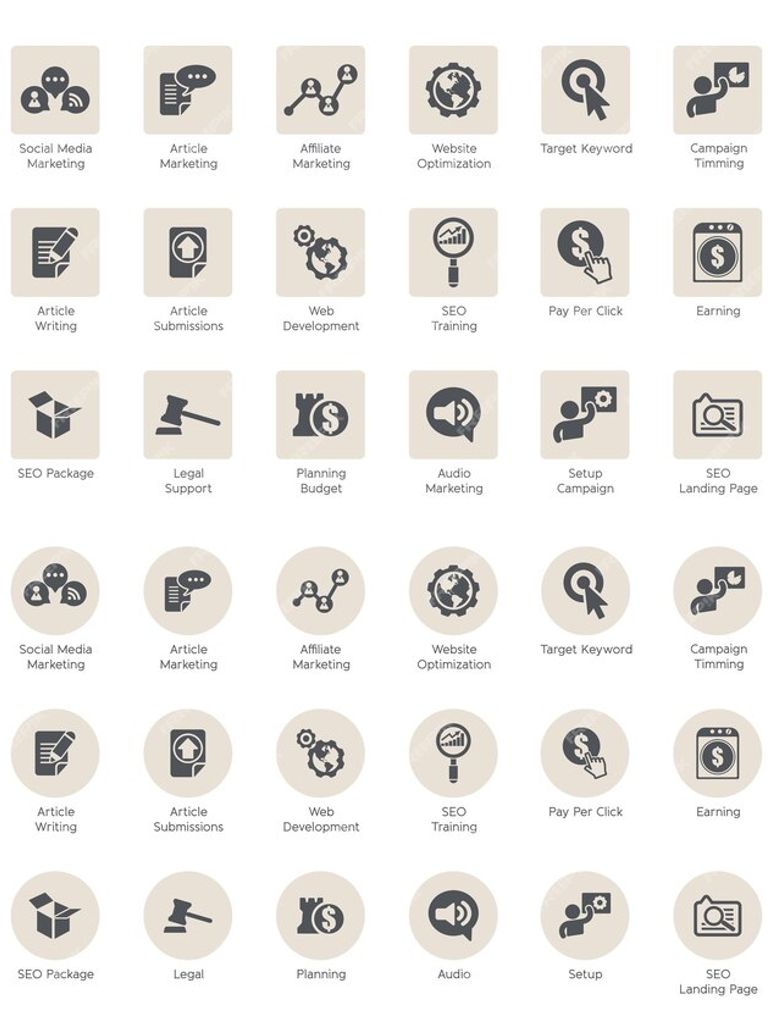 Social Media Marketing
Article Marketing
Affiliate Marketing
Website Optimization
Target Keyword
Campaign Timming
Article Writing
Article Submissions
Web Development
SEO Training
Pay Per Click
Earning
SEO Package
Legal Support
Planning Budget
Audio Marketing
Setup Campaign
SEO Landing Page
Social Media Marketing
Article Marketing
Affiliate Marketing
Website Optimization
Target Keyword
Campaign Timming
Article Writing
Article Submissions
Web Development
SEO Training
Pay Per Click
Earning
SEO Package
Legal
Planning
Audio
Setup
SEO Landing Page